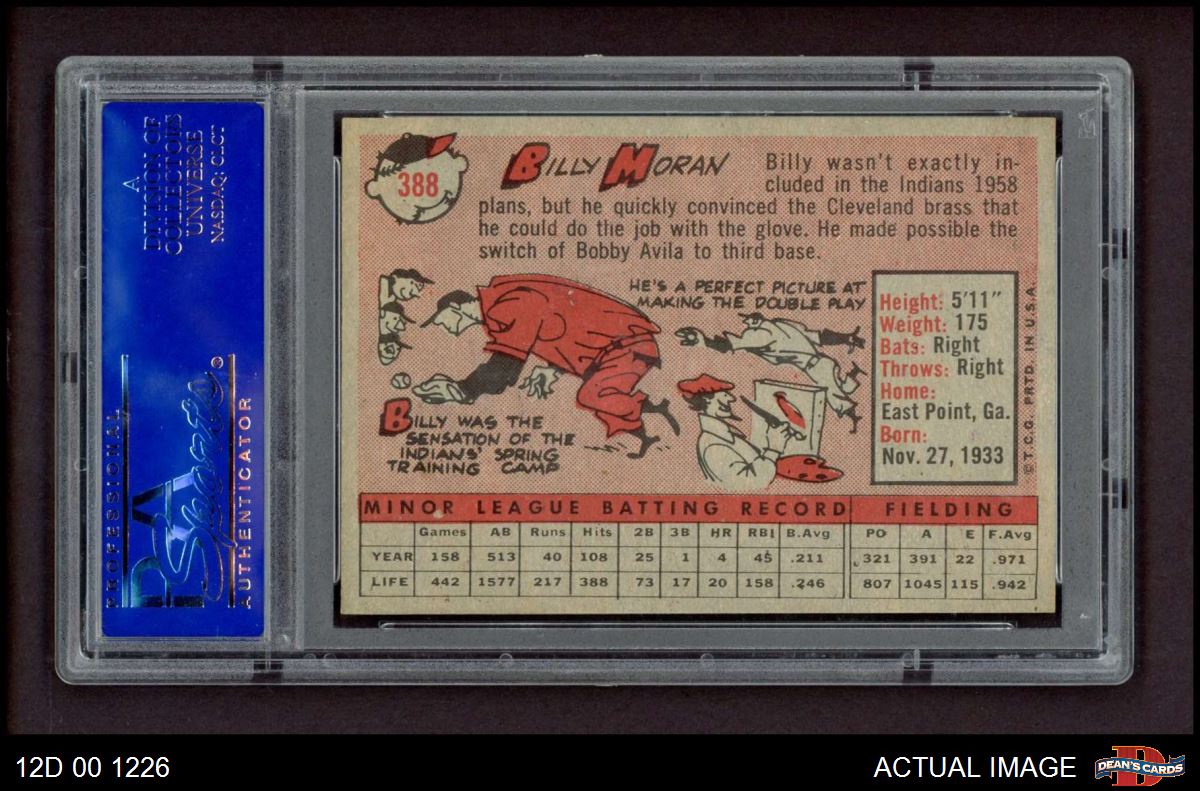 A
DIVISION OF
COLLECTORS
UNIVERSE
NASDAQ: CLCT
PSA
Sports®
PROFESSIONAL
AUTHENTICATOR
388
BILLY MORAN
Billy wasn't exactly in-
cluded in the Indians 1958
plans, but he quickly convinced the Cleveland brass that
he could do the job with the glove. He made possible the
switch of Bobby Avila to third base.
HE'S A PERFECT PICTURE AT
MAKING THE DOUBLE PLAY
BILLY WAS THE
SENSATION OF THE
INDIANS' SPRING
TRAINING CAMP
Height: 5'11"
Weight: 175
Bats: Right
Throws: Right
Home:
East Point, Ga.
Born:
Nov. 27, 1933
© T.C.G. PRTD. IN U.S.A.
MINOR LEAGUE BATTING RECORD FIELDING
Games AB Runs Hits 2B 3B HR RBI B.Avg PO A E F.Avg
YEAR 158 513 40 108 25 1 4 45 .211 321 391 22 .971
LIFE 442 1577 217 388 73 17 20 158 .246 807 1045 115 .942
12D 00 1226
ACTUAL IMAGE
DEAN'S CARDS